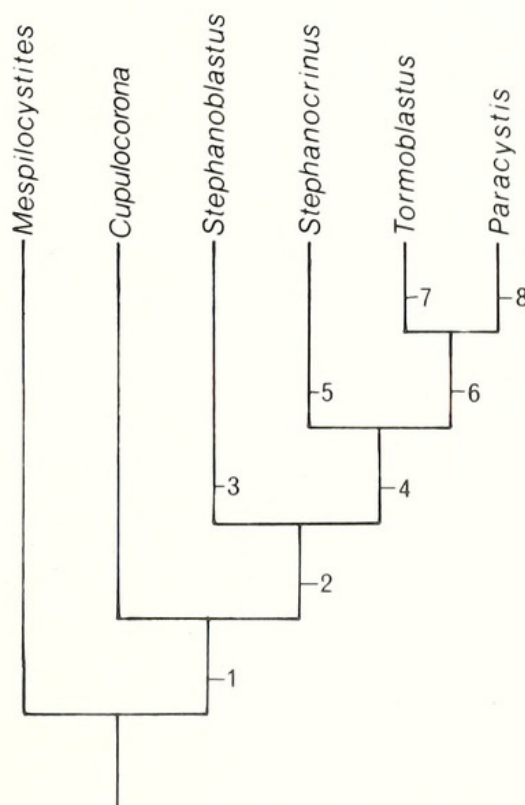 Mespilocystites
Cupulocorona
Stephanoblastus
Stephanocrinus
Tormoblastus
Paracystis
7
8
5
6
3
4
2
1